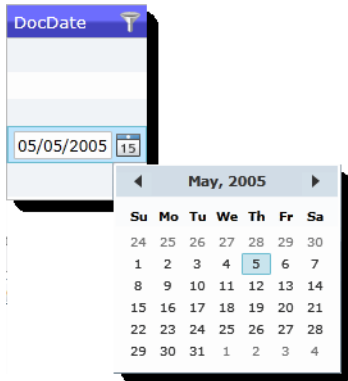 DocDate
05/05/2005 15
May, 2005
Su Mo Tu We Th Fr Sa
24 25 26 27 28 29 30
1 2 3 4 5 6 7
8 9 10 11 12 13 14
15 16 17 18 19 20 21
22 23 24 25 26 27 28
29 30 31 1 2 3 4